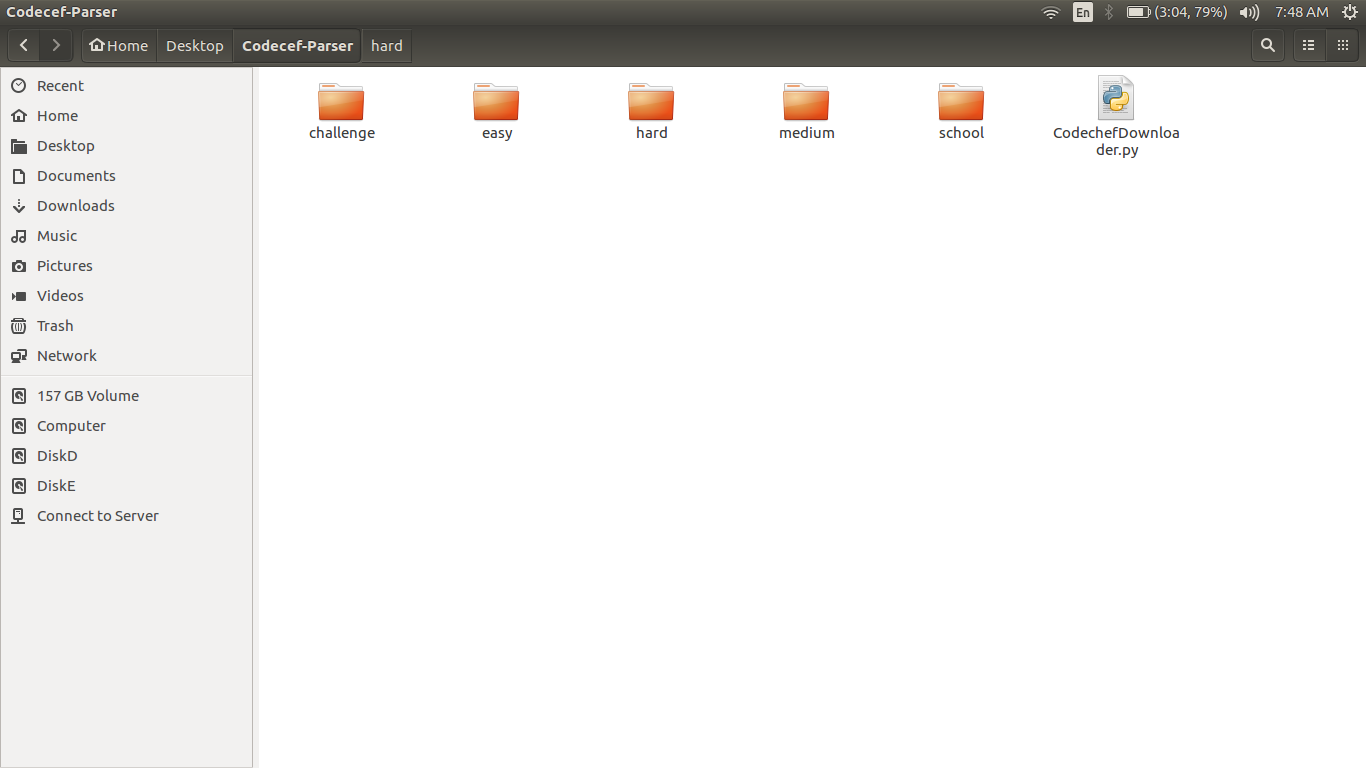 Codecef-Parser
En
(3:04, 79%)
7:48 AM
Home
Desktop
Codecef-Parser
hard
Recent
Home
Desktop
Documents
Downloads
Music
Pictures
Videos
Trash
Network
157 GB Volume
Computer
DiskD
DiskE
Connect to Server
challenge
easy
hard
medium
school
CodechefDownloa
der.py